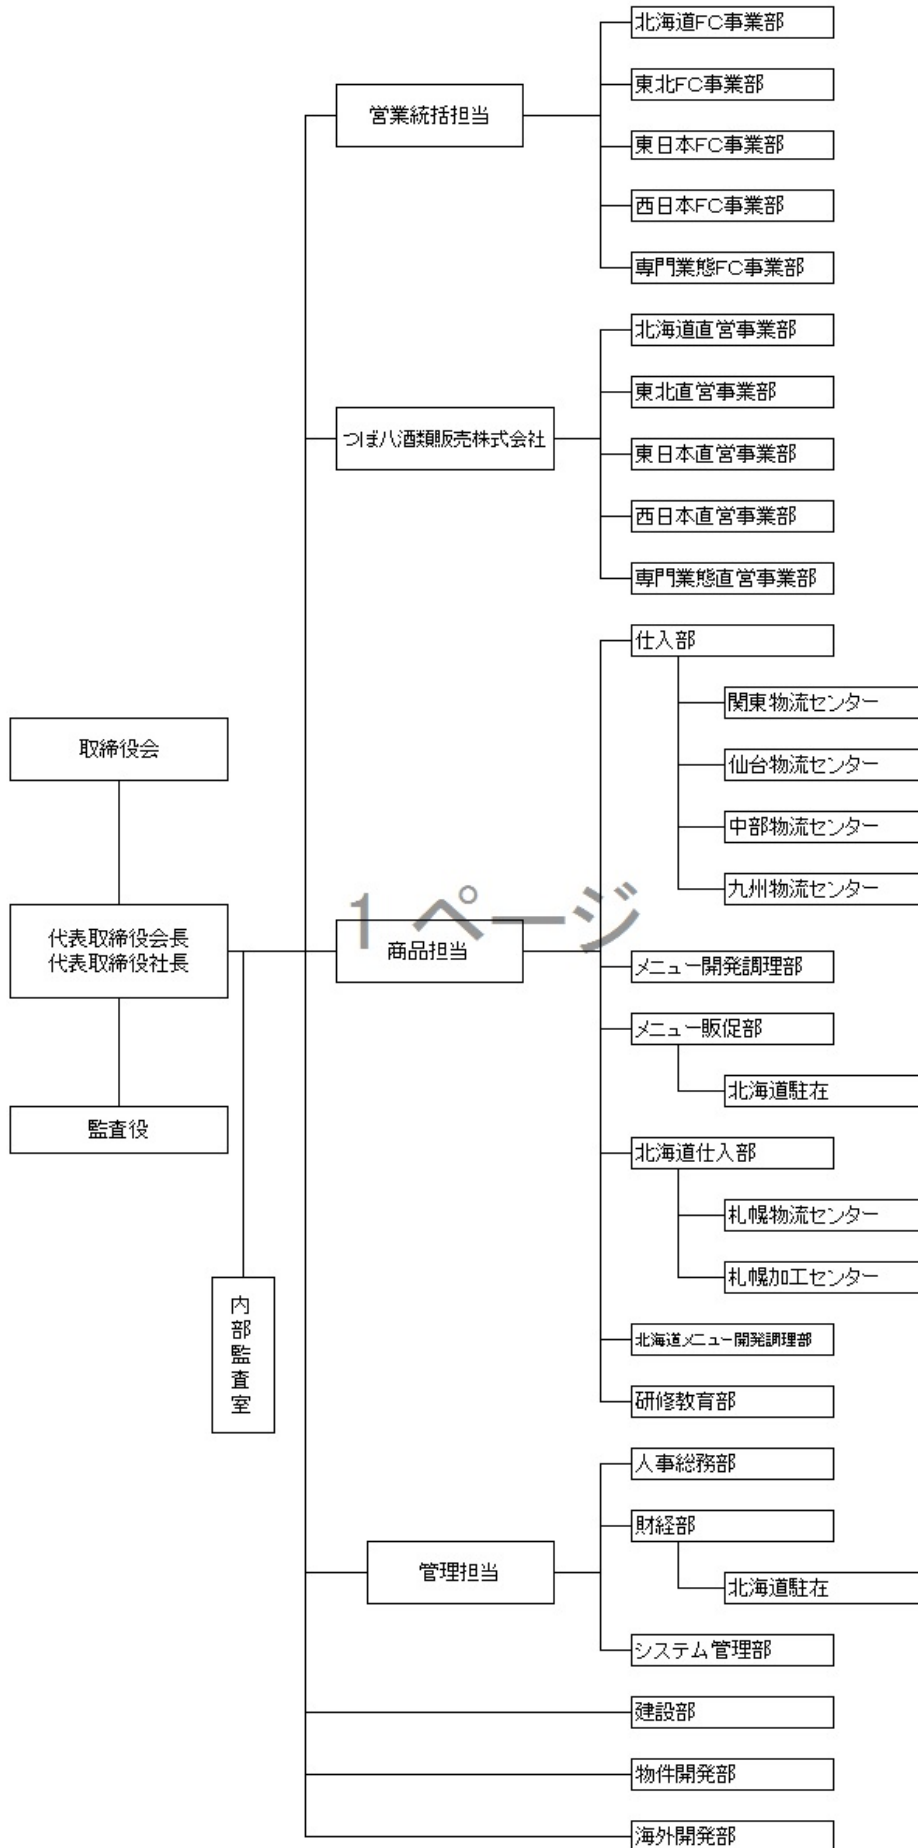 北海道FC事業部
東北FC事業部
営業統括担当
東日本FC事業部
西日本FC事業部
専門業態FC事業部
北海道直営事業部
東北直営事業部
つぼ八酒類販売株式会社
東日本直営事業部
西日本直営事業部
専門業態直営事業部
仕入部
関東物流センター
仙台物流センター
中部物流センター
九州物流センター
取締役会
代表取締役会長
代表取締役社長
監査役
内部監査室
1 ページ
商品担当
メニュー開発調理部
メニュー販促部
北海道駐在
北海道仕入部
札幌物流センター
札幌加工センター
北海道メニュー開発調理部
研修教育部
人事総務部
財経部
管理担当
北海道駐在
システム管理部
建設部
物件開発部
海外開発部